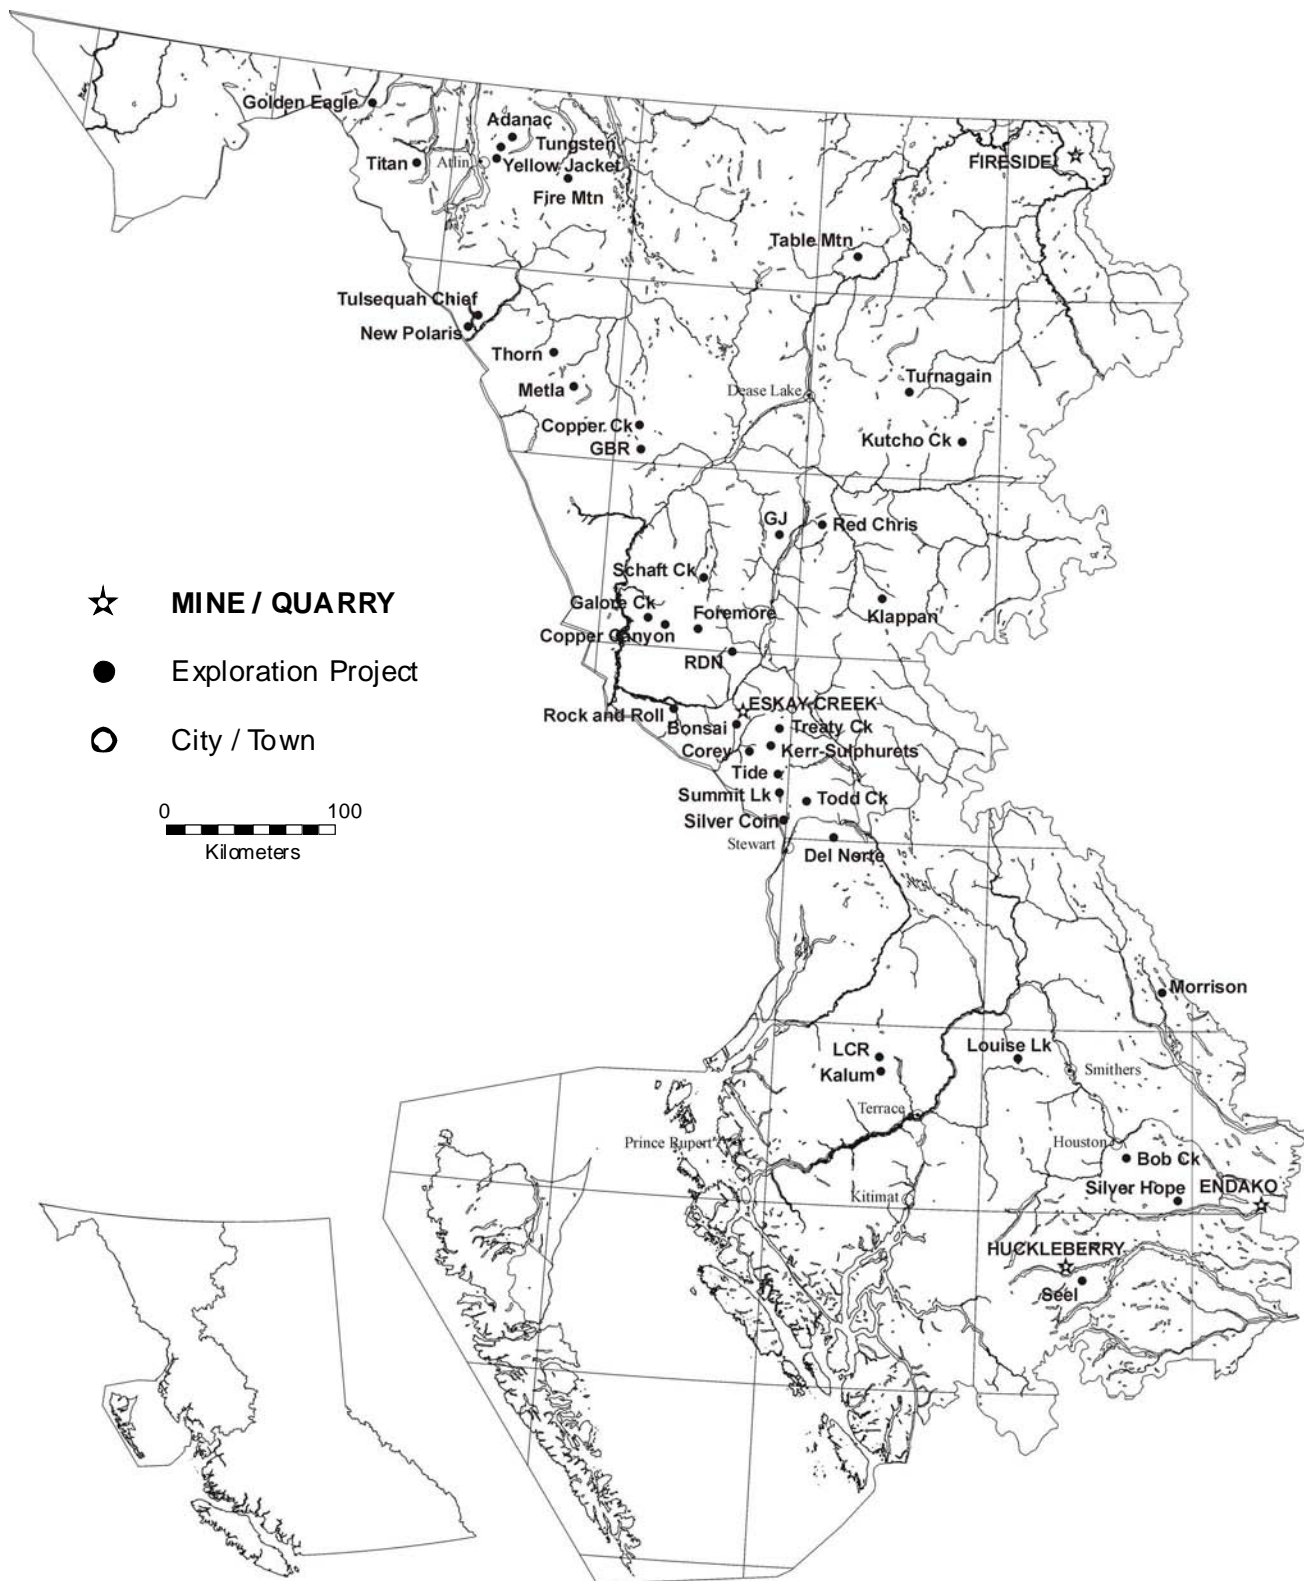 Golden Eagle
Adanac
Tungsten
Titan
Atlin
Yellow Jacket
Fire Mtn
FIRESIDE
Table Mtn
Tulsequah Chief
New Polaris
Thorn
Metla
Dease Lake
Turnagain
Copper Ck
GBR
Kutcho Ck
GJ
Red Chris
Schaft Ck
Galore Ck
Foremore
Klappan
Copper Canyon
RDN
MINE / QUARRY
Exploration Project
City / Town
0 100
Kilometers
Rock and Roll
ESKAY CREEK
Bonsai
Treaty Ck
Corey
Kerr-Sulphurets
Tide
Summit Lk
Todd Ck
Silver Coin
Stewart
Del Norte
Morrison
LCR
Louise Lk
Kalum
Smithers
Terrace
Prince Rupert
Houston
Bob Ck
Kitimat
Silver Hope
ENDAKO
HUCKLEBERRY
Seel